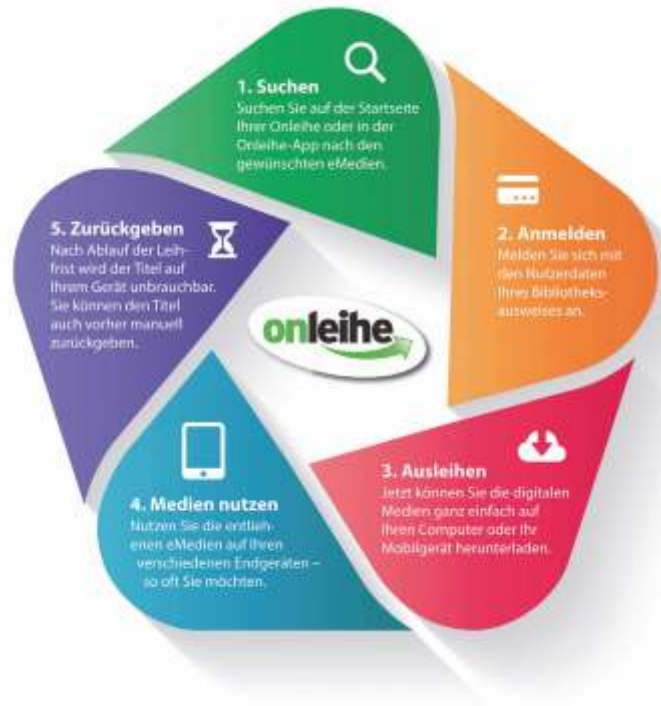 1. Suchen
Suchen Sie auf der Startseite
Ihrer Onleihe oder in der
Onleihe-App nach den
gewünschten eMedien.
2. Anmelden
Melden Sie sich mit
den Nutzerdaten
Ihres Bibliotheks-
ausweises an.
3. Ausleihen
Jetzt können Sie die digitalen
Medien ganz einfach auf
Ihren Computer oder Ihr
Mobilgerät herunterladen.
4. Medien nutzen
Nutzen Sie die entlieh-
enen eMedien auf Ihren
verschiedenen Endgeräten –
so oft Sie möchten.
5. Zurückgeben
Nach Ablauf der Leih-
frist wird der Titel auf
Ihrem Gerät unbrauchbar.
Sie können den Titel
auch vorher manuell
zurückgeben.
onleihe